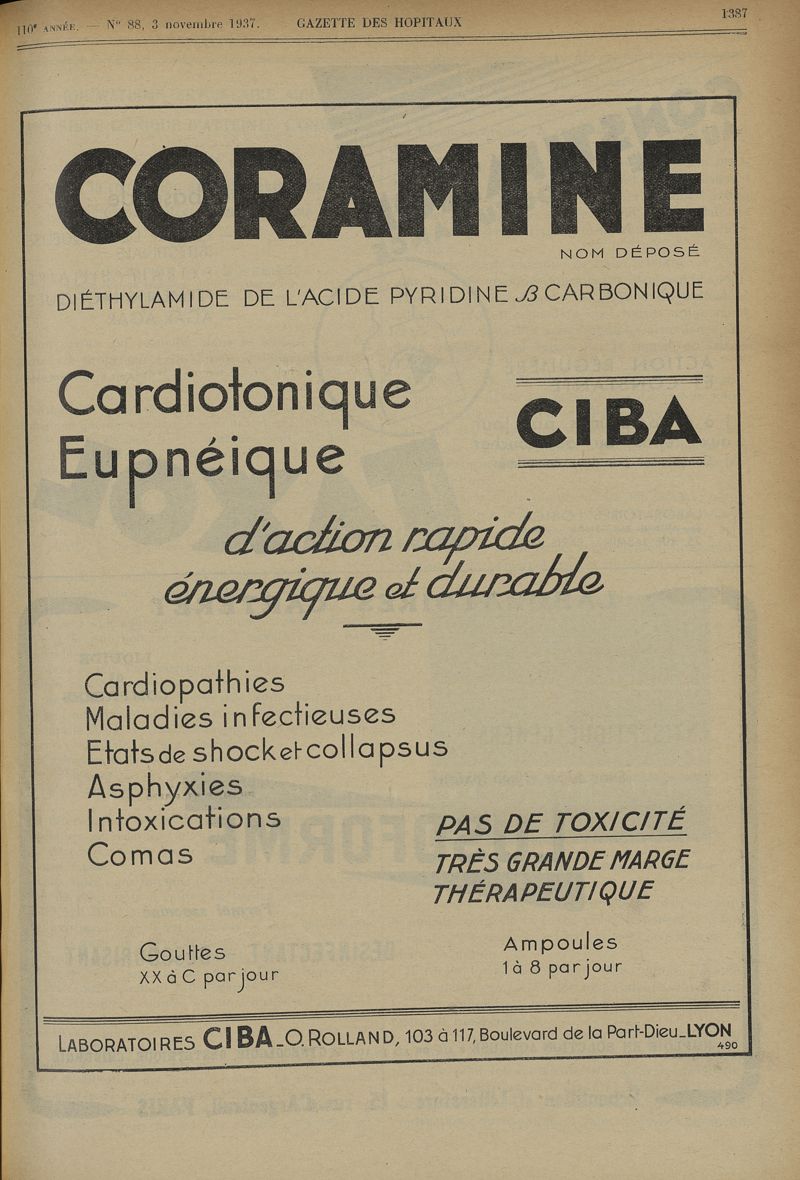 110e ANNÉE. — N° 88, 3 novembre 1937. GAZETTE DES HOPITAUX 1387
CORAMINE
NOM DÉPOSÉ
DIÉTHYLAMIDE DE L'ACIDE PYRIDINE β CARBONIQUE
Cardiotonique
Eupnéique
CIBA
d'action rapide
énergique et durable
Cardiopathies
Maladies infectieuses
Etats de shock et collapsus
Asphyxies
Intoxications
Comas
PAS DE TOXICITÉ
TRÈS GRANDE MARGE
THÉRAPEUTIQUE
Gouttes
XX à C par jour
Ampoules
1 à 8 par jour
LABORATOIRES CIBA_O. ROLLAND, 103 à 117, Boulevard de la Part-Dieu_LYON
490